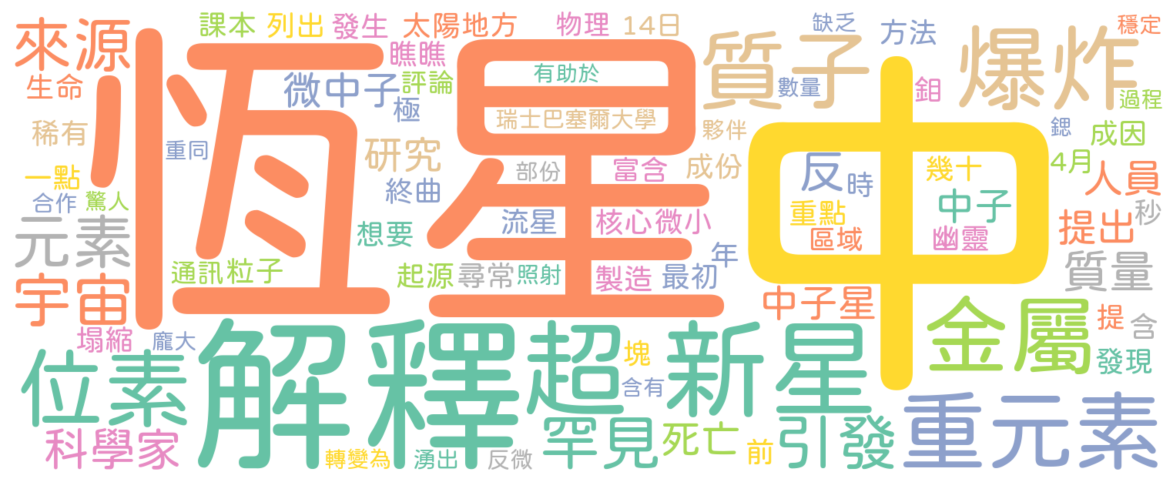 來源
課本
列出
發生
太陽地方
物理
14日
缺乏
方法
穩定
恆星
中
質子
爆炸
瞧瞧
生命
微中子
評論
有助於
數量
鉬
過程
極
瑞士巴塞爾大學
夥伴
鍶
成因
稀有
重同
研究
部份
富含
成份
反
時
幾十
4月
人員
一點
合作
驚人
終曲
流星
核心微小
重點
中子
秒
元素
想要
區域
幽靈
提出
通訊粒子
起源
尋常
照射
製造
最初
年
質量
宇宙
中子星
塌縮
龐大
解釋
超
新星
金屬
提
含
發現
位素
塊
含有
重元素
科學家
轉變為
湧出
反微
罕見
死亡
前
引發